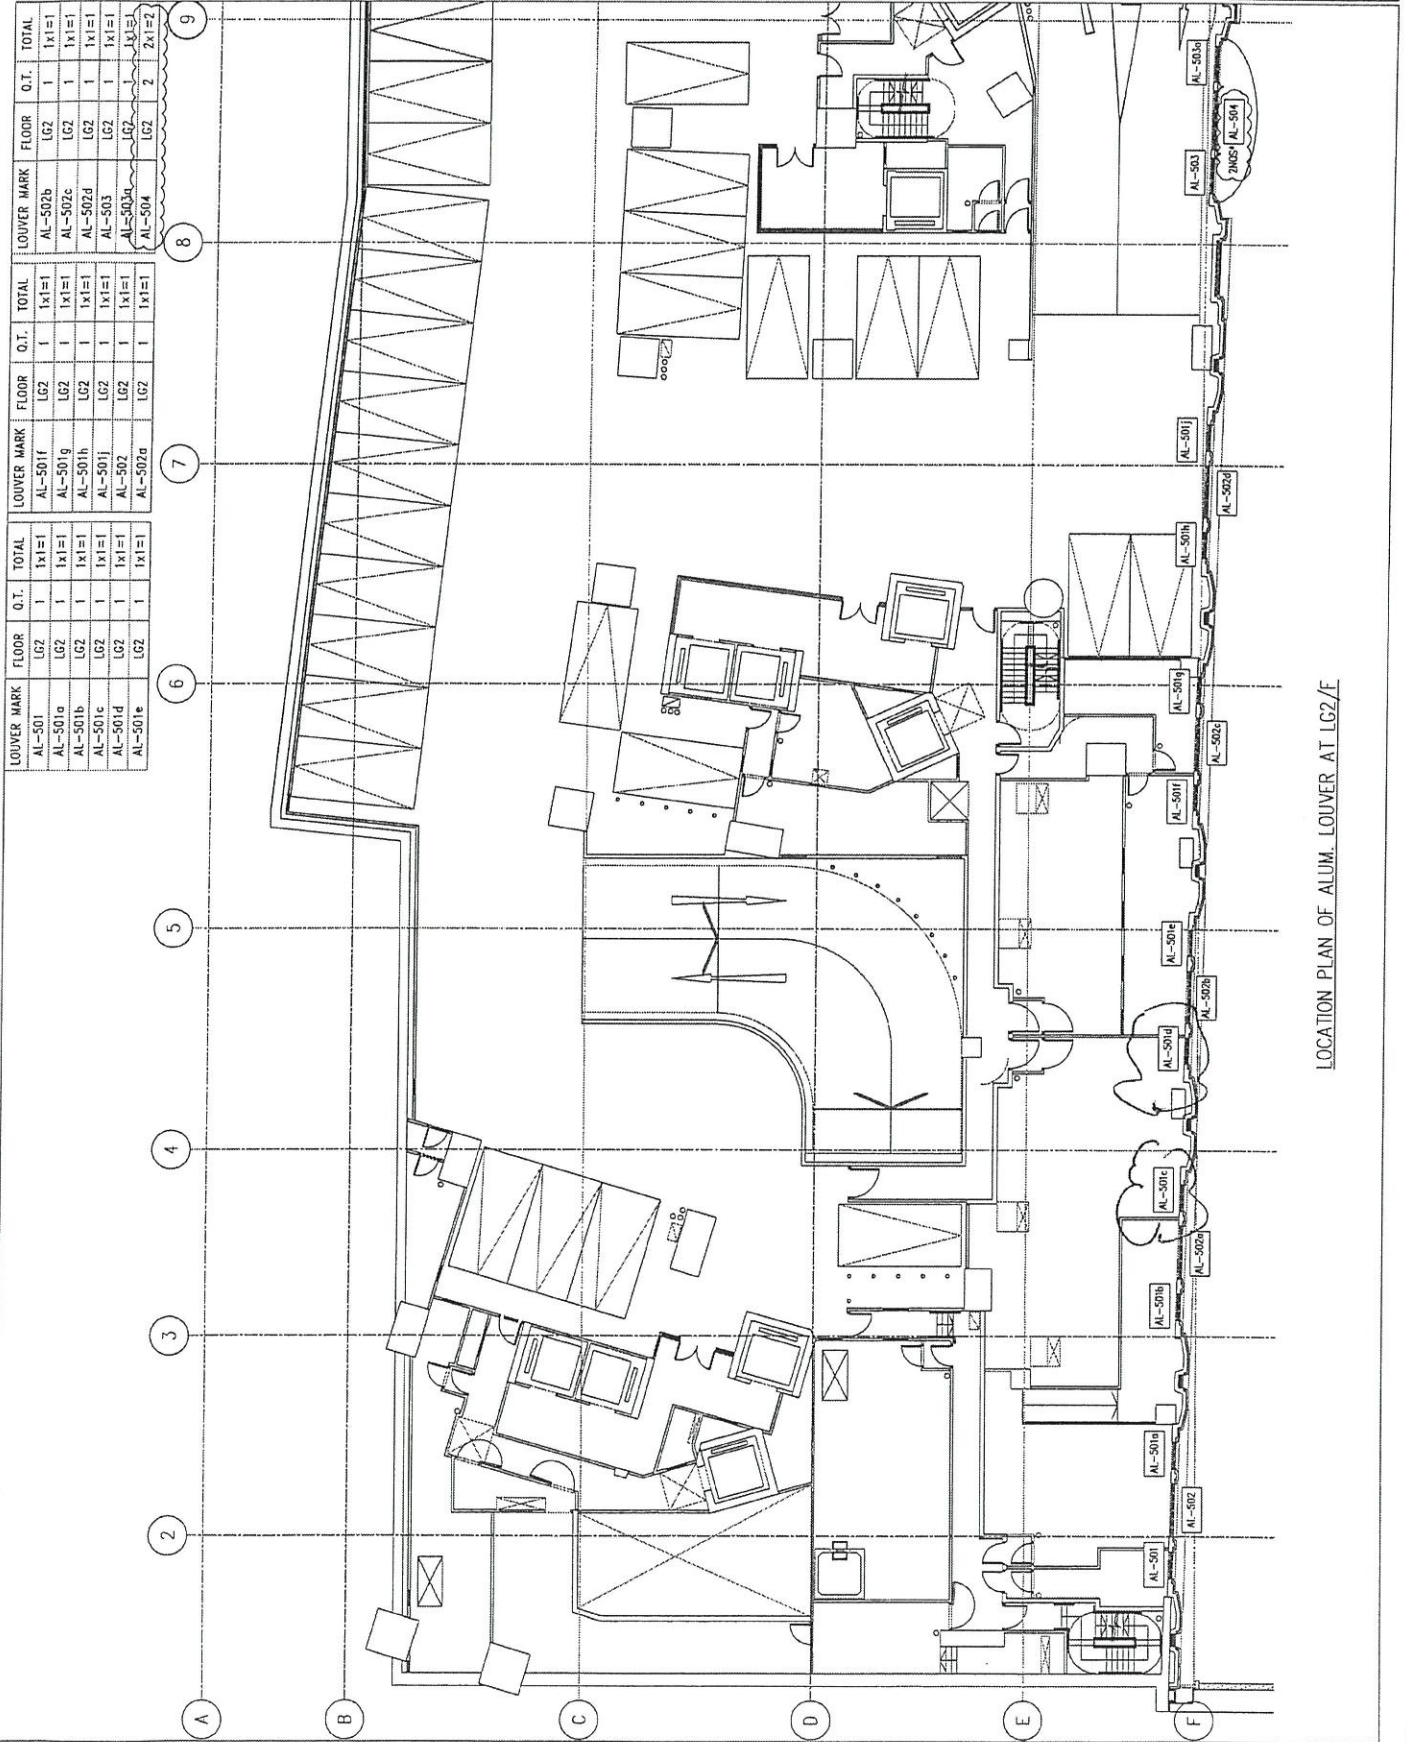 LOUVER MARK FLOOR Q.T. TOTAL
AL-501 LG2 1 1x1=1
AL-501a LG2 1 1x1=1
AL-501b LG2 1 1x1=1
AL-501c LG2 1 1x1=1
AL-501d LG2 1 1x1=1
AL-501e LG2 1 1x1=1
LOUVER MARK FLOOR Q.T. TOTAL
AL-501f LG2 1 1x1=1
AL-501g LG2 1 1x1=1
AL-501h LG2 1 1x1=1
AL-501j LG2 1 1x1=1
AL-502 LG2 1 1x1=1
AL-502a LG2 1 1x1=1
LOUVER MARK FLOOR Q.T. TOTAL
AL-502b LG2 1 1x1=1
AL-502c LG2 1 1x1=1
AL-502d LG2 1 1x1=1
AL-503 LG2 1 1x1=1
AL-503a LG2 1 1x1=1
AL-504 LG2 2 2x1=2
A
B
C
D
E
F
2
3
4
5
6
7
8
9
AL-501
AL-502
AL-501a
AL-501b
AL-502a
AL-501c
AL-501d
AL-502b
AL-501e
AL-501f
AL-502c
AL-501g
AL-501h
AL-502d
AL-501j
AL-503
2NOS* AL-504
AL-503a
LOCATION PLAN OF ALUM. LOUVER AT LG2/F